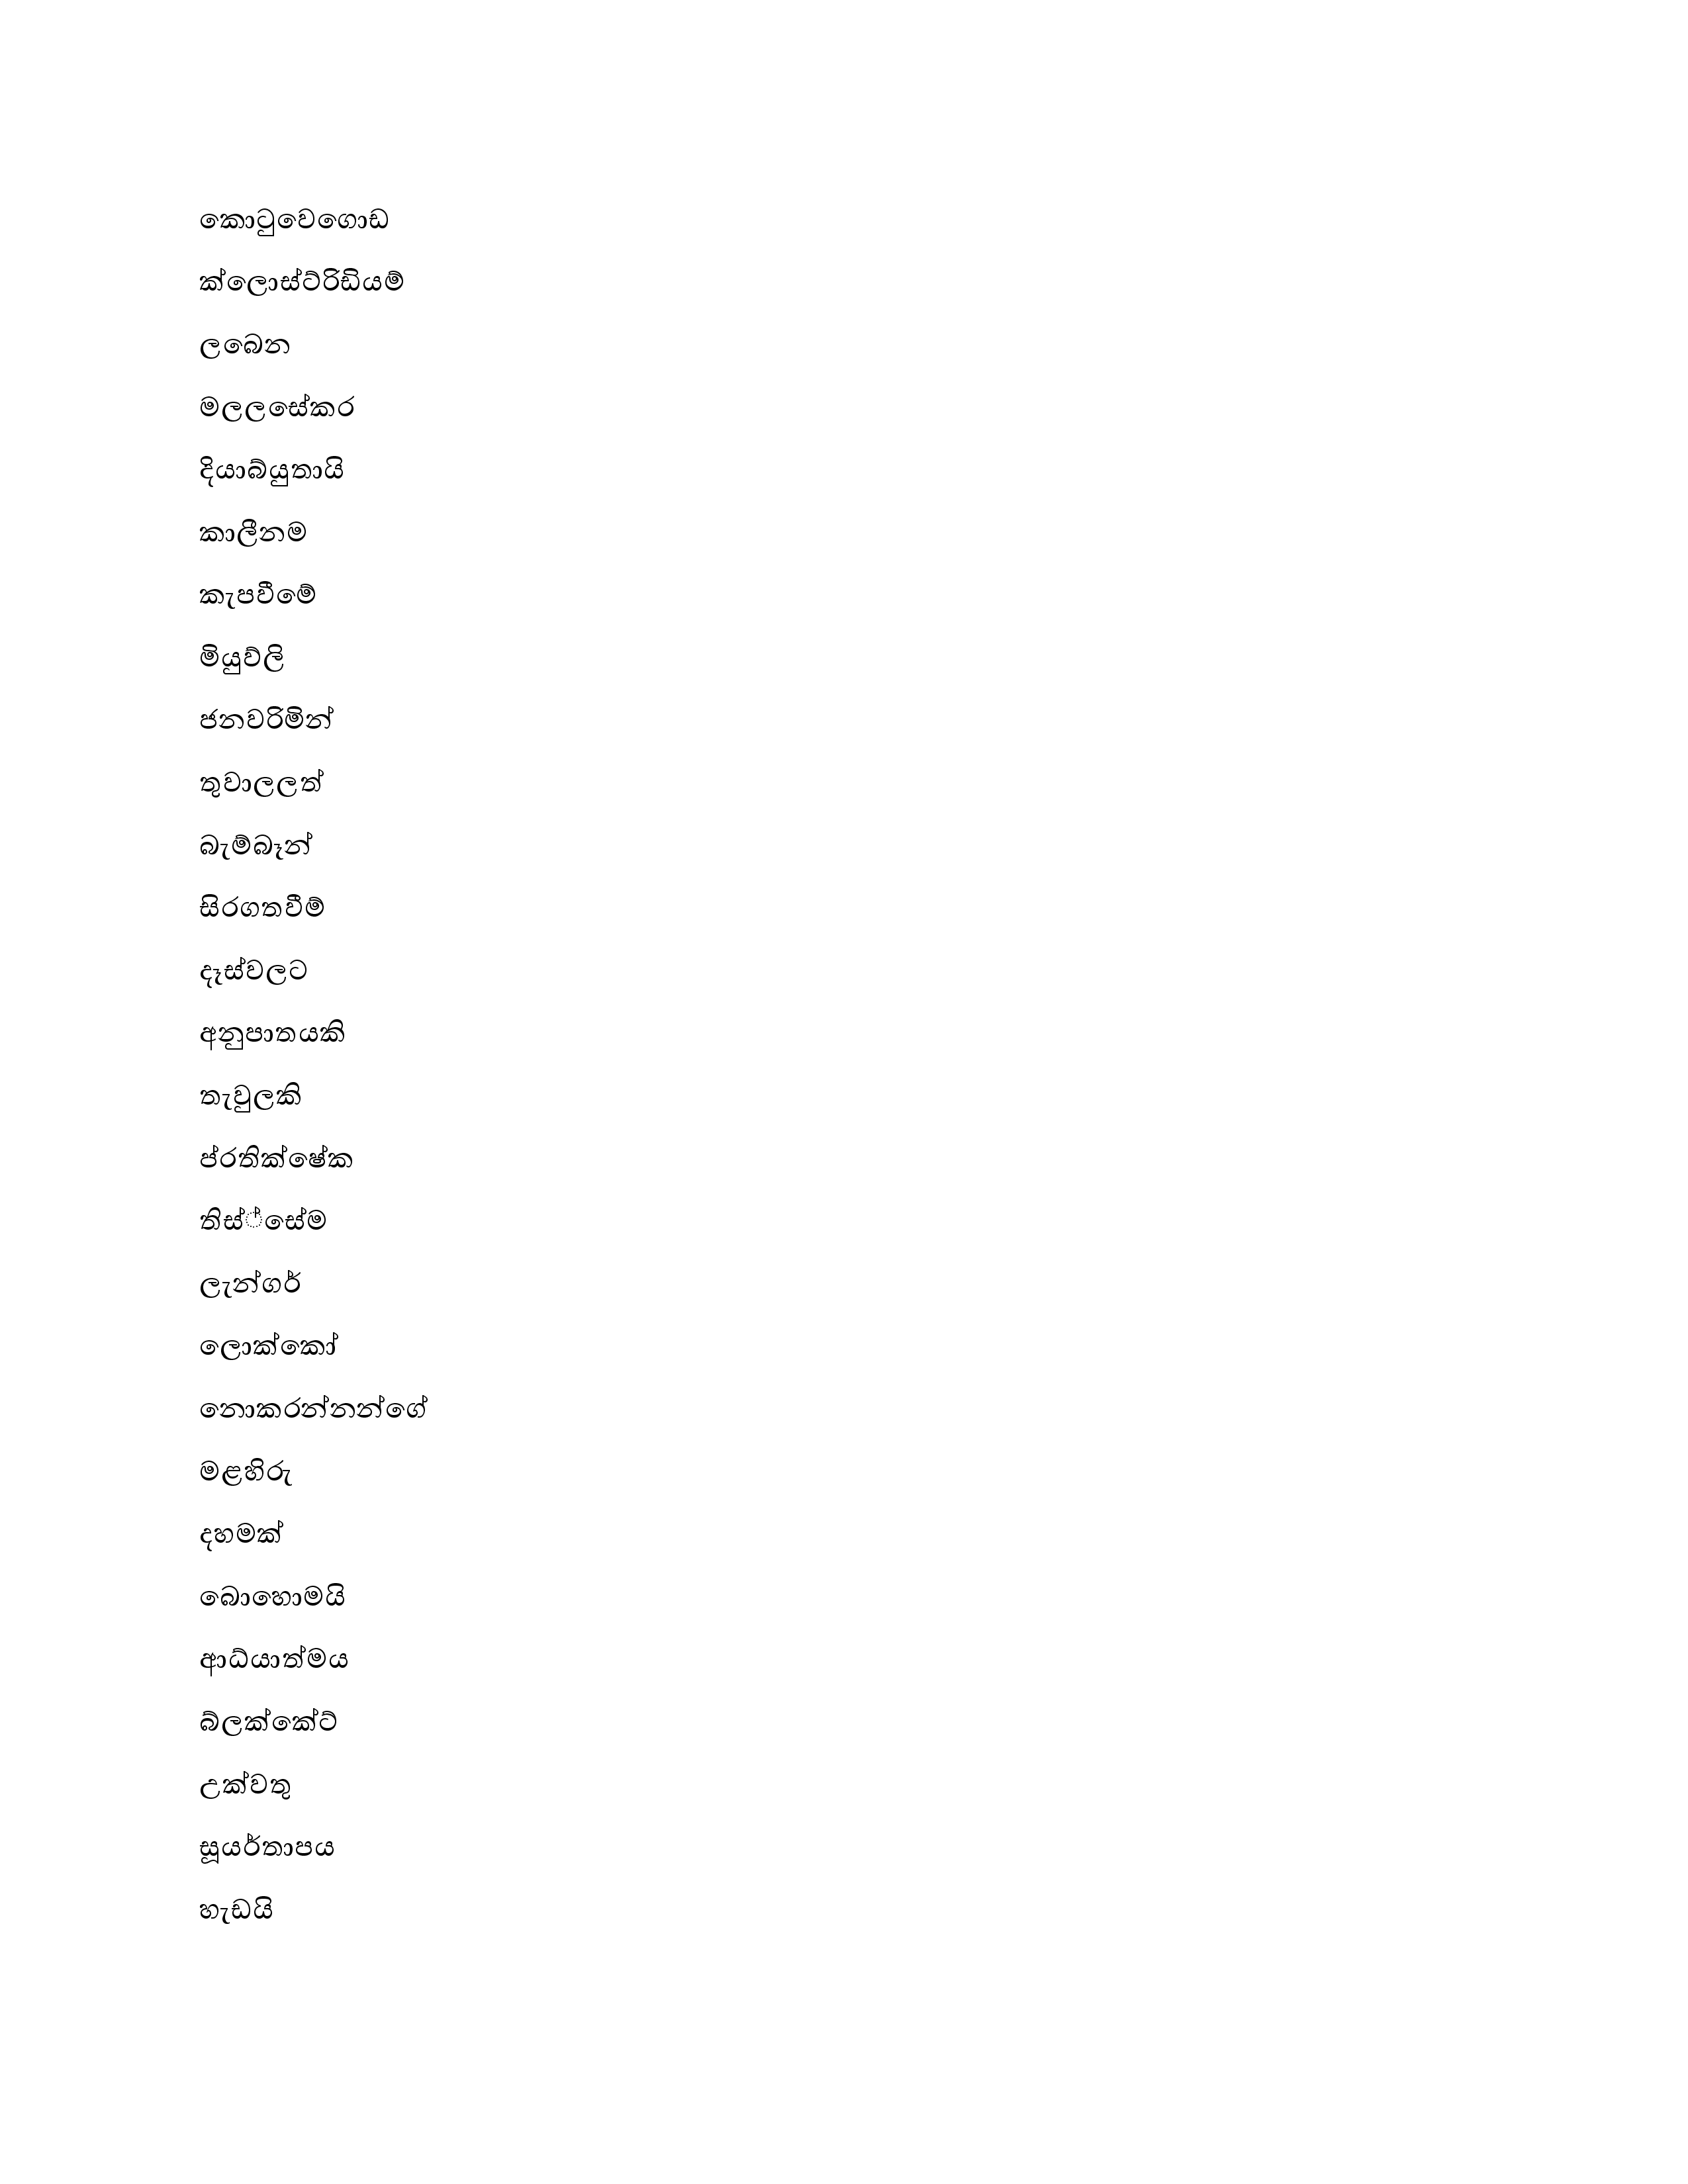 කොටුවෙගොඩ
ක්ලොස්ට්රිඩියම්
ලබෙන
මලලසේකර
දියාබ්යුතායි
කාලීනම
කැපවීමේ
මියුව්ලි
ජනවරිමින්
තුවාලලත්
බැම්බෑන්
සිරගතවීම්
දෑස්වලට
අනුපාතයකි
තැවුලකි
ප්රතික්ෂේක
තිස්්සේම
ලැන්ගර්
ලොක්කෝ
නොකරන්නන්ගේ
මළහිරු
දහමක්
බොහොමයි
ආධ්යාත්මය
බ්ලක්කේට්
උක්වතු
සූයර්තාපය
හැඩයි